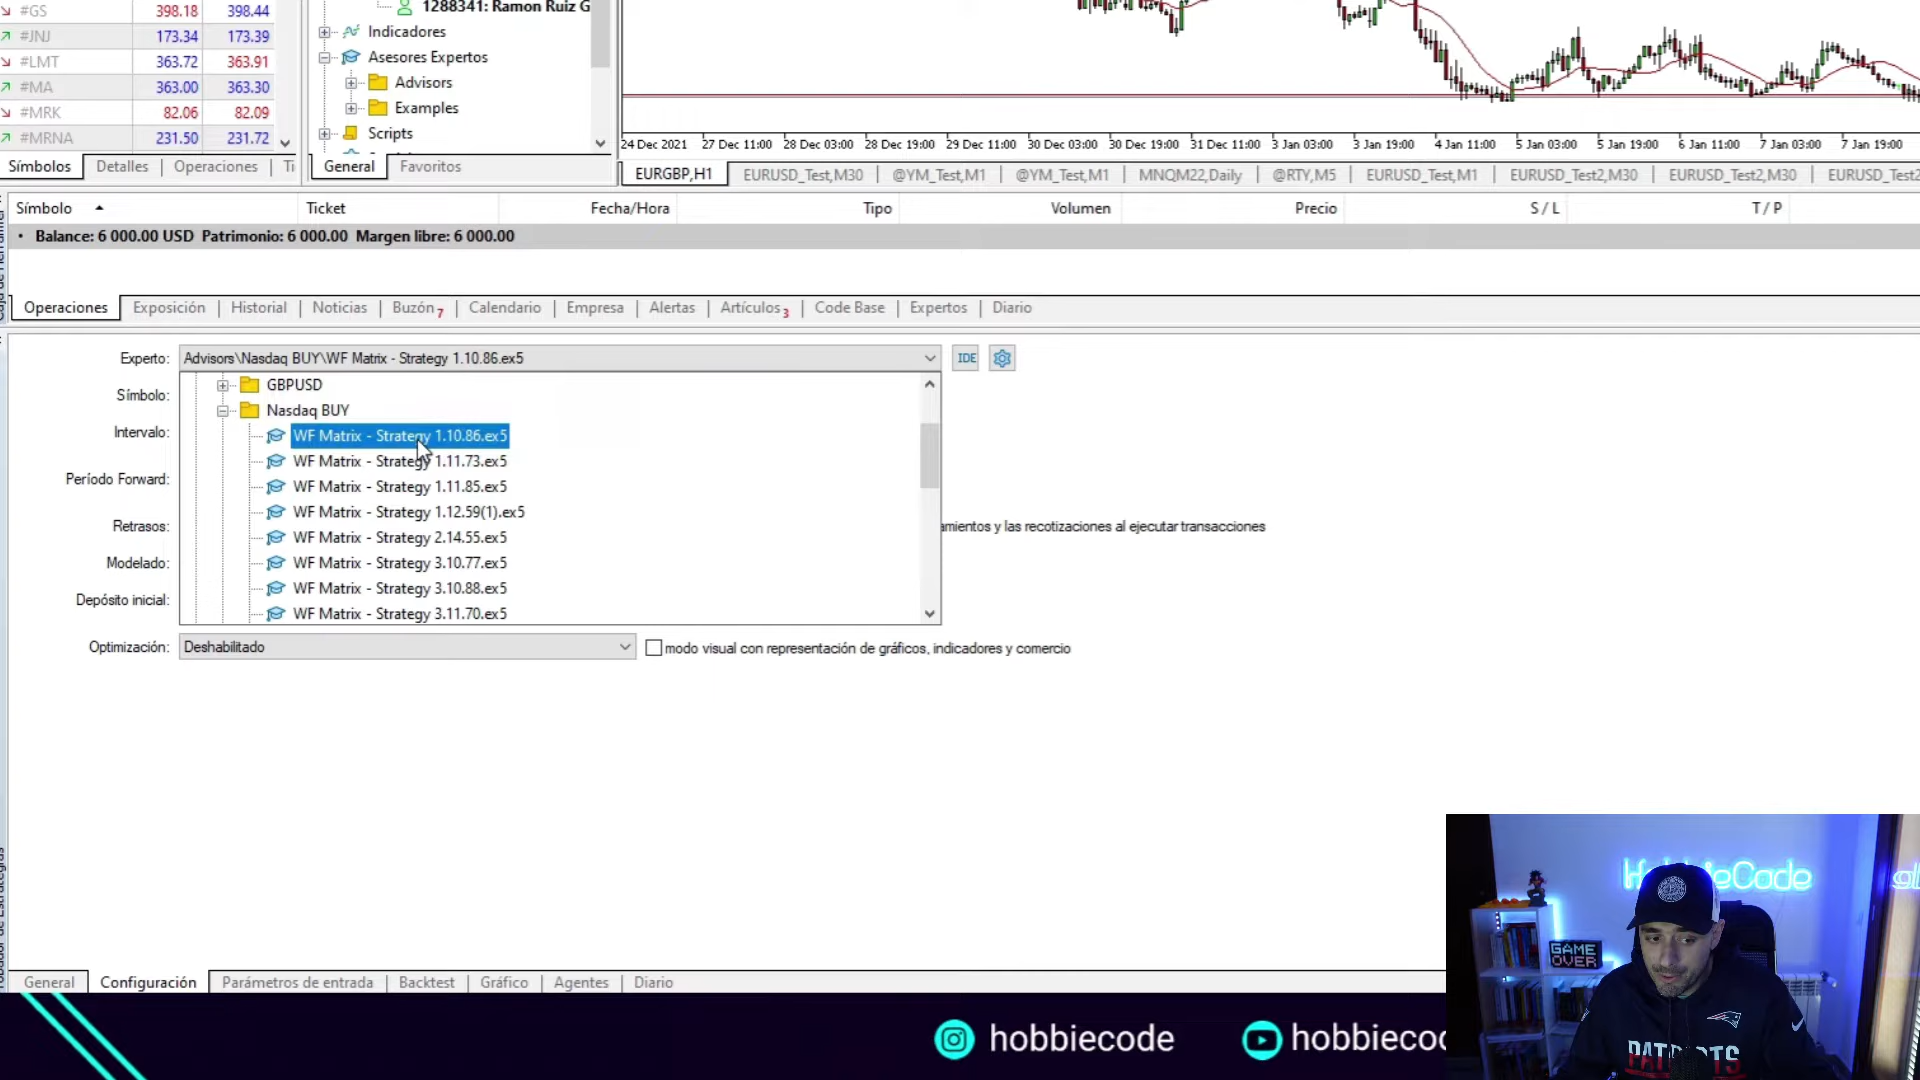 #GS 398.18 398.44
#JNJ 173.34 173.39
#LMT 363.72 363.91
#MA 363.00 363.30
#MRK 82.06 82.09
#MRNA 231.50 231.72
Símbolos Detalles Operaciones Ti
1288341: Ramon Ruiz G
Indicadores
Asesores Expertos
Advisors
Examples
Scripts
General Favoritos
24 Dec 2021 27 Dec 11:00 28 Dec 03:00 28 Dec 19:00 29 Dec 11:00 30 Dec 03:00 30 Dec 19:00 31 Dec 11:00 3 Jan 03:00 3 Jan 19:00 4 Jan 11:00 5 Jan 03:00 5 Jan 19:00 6 Jan 11:00 7 Jan 03:00 7 Jan 19:00
EURGBP,H1 EURUSD_Test,M30 @YM_Test,M1 @YM_Test,M1 MNQM22,Daily @RTY,M5 EURUSD_Test,M1 EURUSD_Test2,M30 EURUSD_Test2,M30 EURUSD_Test2
Símbolo Ticket Fecha/Hora Tipo Volumen Precio S / L T / P
• Balance: 6 000.00 USD Patrimonio: 6 000.00 Margen libre: 6 000.00
Operaciones Exposición Historial Noticias Buzón 7 Calendario Empresa Alertas Artículos 3 Code Base Expertos Diario
Experto: Advisors\Nasdaq BUY\WF Matrix - Strategy 1.10.86.ex5 IDE
Símbolo: GBPUSD
Nasdaq BUY
Intervalo: WF Matrix - Strategy 1.10.86.ex5
WF Matrix - Strategy 1.11.73.ex5
Período Forward: WF Matrix - Strategy 1.11.85.ex5
WF Matrix - Strategy 1.12.59(1).ex5
Retrasos: amientos y las recotizaciones al ejecutar transacciones
WF Matrix - Strategy 2.14.55.ex5
Modelado: WF Matrix - Strategy 3.10.77.ex5
WF Matrix - Strategy 3.10.88.ex5
Depósito inicial: WF Matrix - Strategy 3.11.70.ex5
Optimización: Deshabilitado modo visual con representación de gráficos, indicadores y comercio
General Configuración Parámetros de entrada Backtest Gráfico Agentes Diario
GAME
OVER
hobbiecode hobbiecod